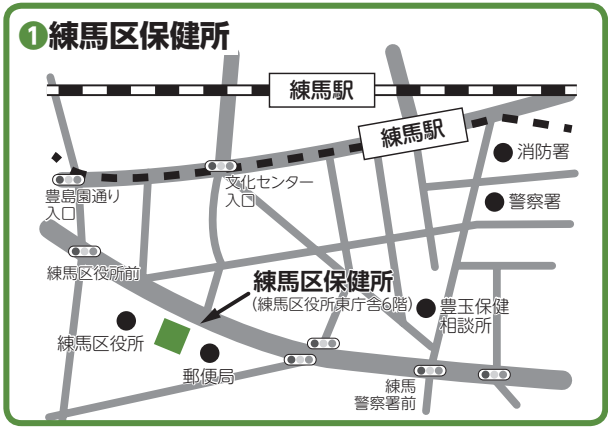 ❶練馬区保健所
練馬駅
練馬駅
消防署
文化センター
入口
豊島園通り
入口
警察署
練馬区役所前
練馬区保健所
(練馬区役所東庁舎6階)
豊玉保健
相談所
練馬区役所
郵便局
練馬
警察署前